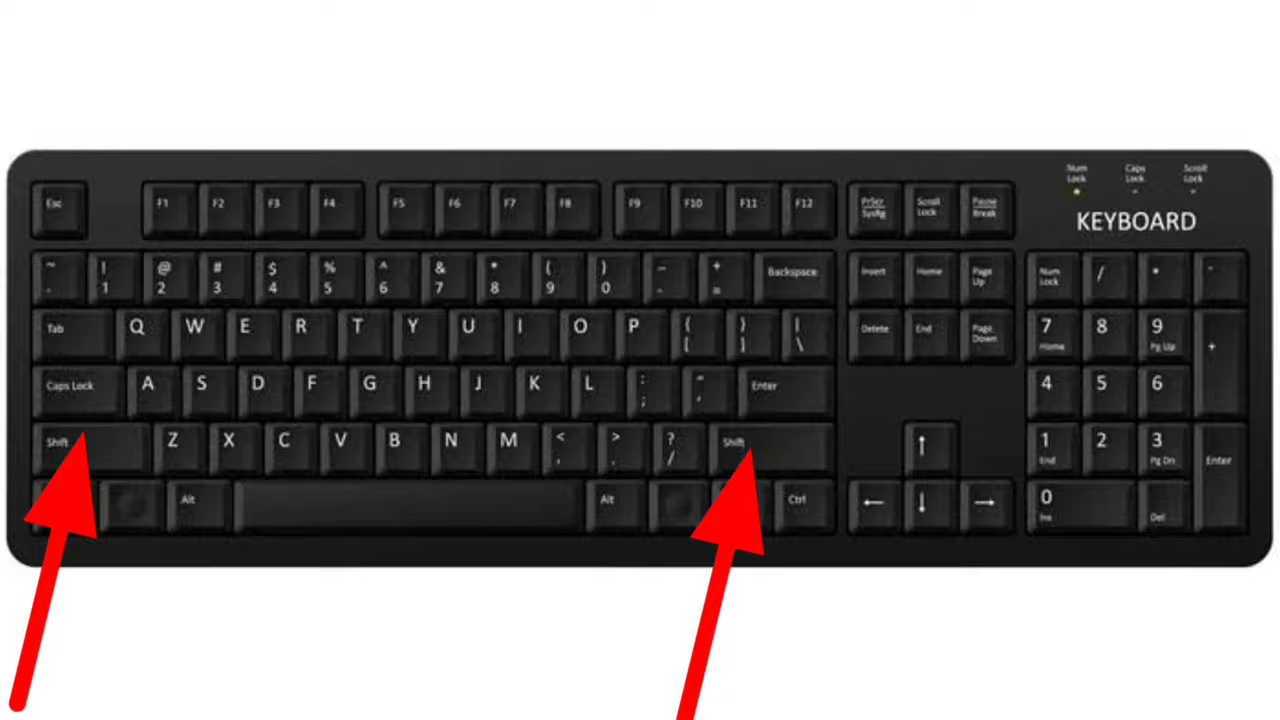 Num Lock Caps Lock Scroll Lock
KEYBOARD
Esc F1 F2 F3 F4 F5 F6 F7 F8 F9 F10 F11 F12 PrScr SysRg Scroll Lock Pause Break
~ ! @ # $ % ^ & * ( ) – + Backspace Insert Home Page Up Num Lock / * -
1 2 3 4 5 6 7 8 9 0 - =
Tab Q W E R T Y U I O P { [ } ] | \ Delete End Page Down 7 Home 8 9 Pg Up +
Caps Lock A S D F G H J K L : ; " , Enter 4 5 6
Shift Z X C V B N M < , > . ? / Shift ↑ 1 End 2 3 Pg Dn Enter
Alt Alt Ctrl ← ↓ → 0 Ins Del